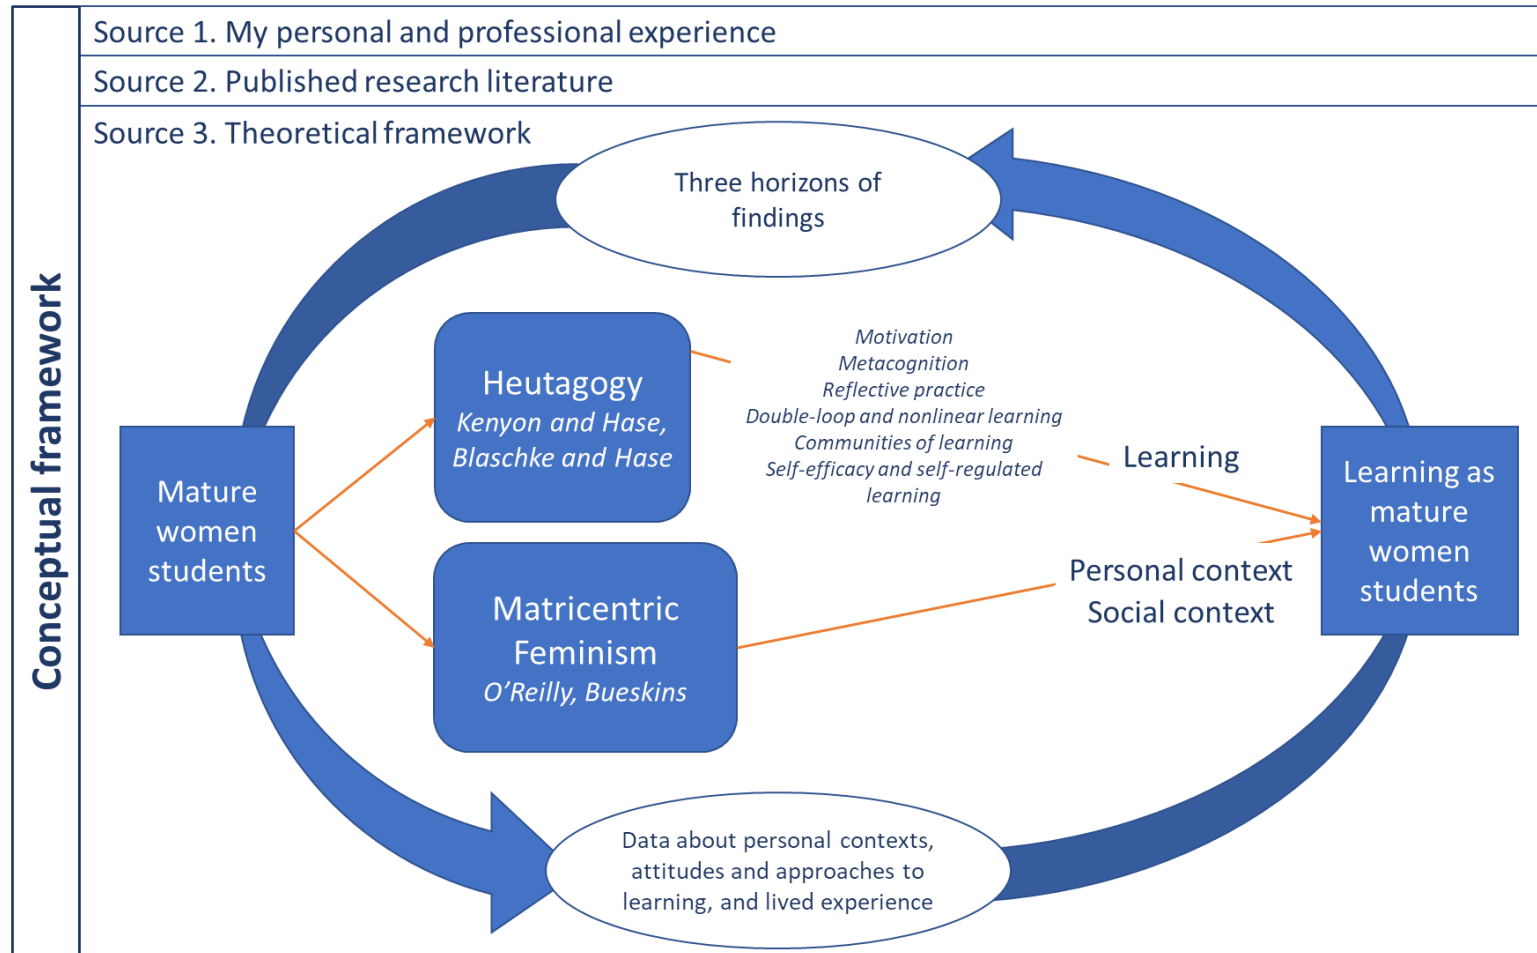 Conceptual framework
Source 1. My personal and professional experience
Source 2. Published research literature
Source 3. Theoretical framework
Three horizons of
findings
Mature
women
students
Heutagogy
Kenyon and Hase,
Blaschke and Hase
Motivation
Metacognition
Reflective practice
Double-loop and nonlinear learning
Communities of learning
Self-efficacy and self-regulated
learning
Learning
Matricentric
Feminism
O'Reilly, Bueskins
Personal context
Social context
Learning as
mature
women
students
Data about personal contexts,
attitudes and approaches to
learning, and lived experience